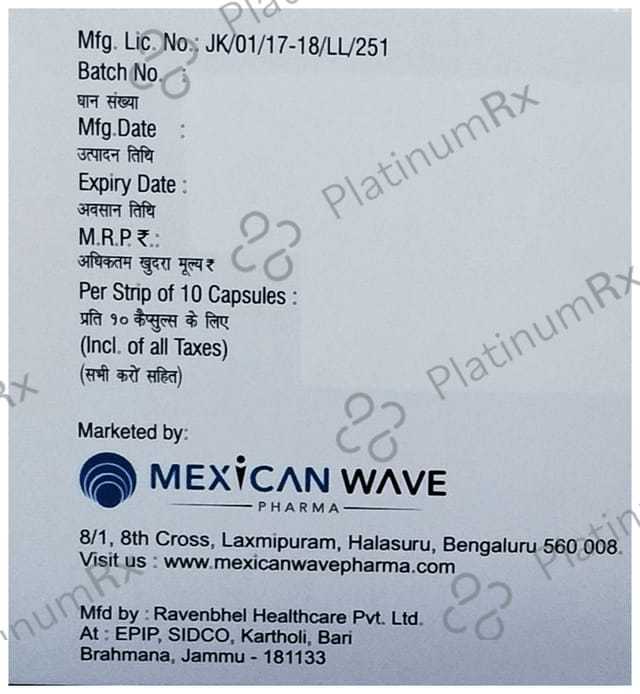 Mfg. Lic. No.: JK/01/17-18/LL/251
Batch No. :
घान संख्या
Mfg.Date :
उत्पादन तिथि
Expiry Date :
अवसान तिथि
M.R.P. ₹.:
अधिकतम खुदरा मूल्य ₹
Per Strip of 10 Capsules :
प्रति १० कैप्सुल्स के लिए
(Incl. of all Taxes)
(सभी करों सहित)
Marketed by:
MEXICAN WAVE
PHARMA
8/1, 8th Cross, Laxmipuram, Halasuru, Bengaluru 560 008.
Visit us : www.mexicanwavepharma.com
Mfd by : Ravenbhel Healthcare Pvt. Ltd.
At : EPIP, SIDCO, Kartholi, Bari
Brahmana, Jammu - 181133
PlatinumRx
PlatinumRx